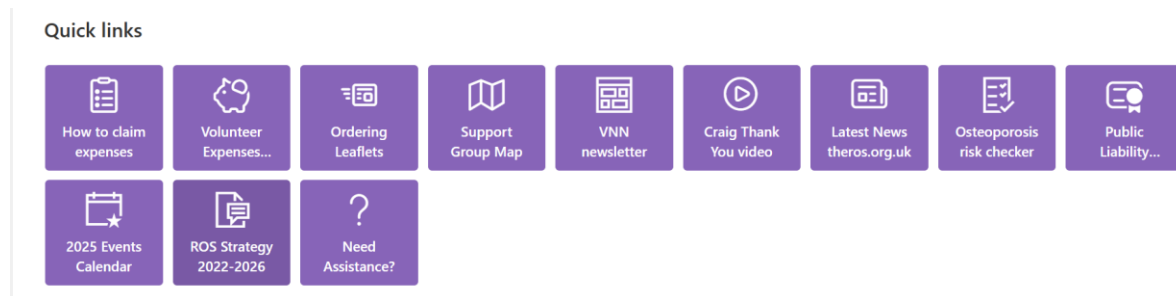 Quick links
How to claim
expenses
Volunteer
Expenses...
Ordering
Leaflets
Support
Group Map
VNN
newsletter
Craig Thank
You video
Latest News
theros.org.uk
Osteoporosis
risk checker
Public
Liability...
2025 Events
Calendar
ROS Strategy
2022-2026
Need
Assistance?